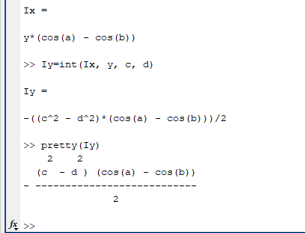 Ix =
y*(cos(a) - cos(b))
>> Iy=int(Ix, y, c, d)
Iy =
-((c^2 - d^2)*(cos(a) - cos(b)))/2
>> pretty(Iy)
2 2
(c - d ) (cos(a) - cos(b))
- ---------------------------
2
fx >>